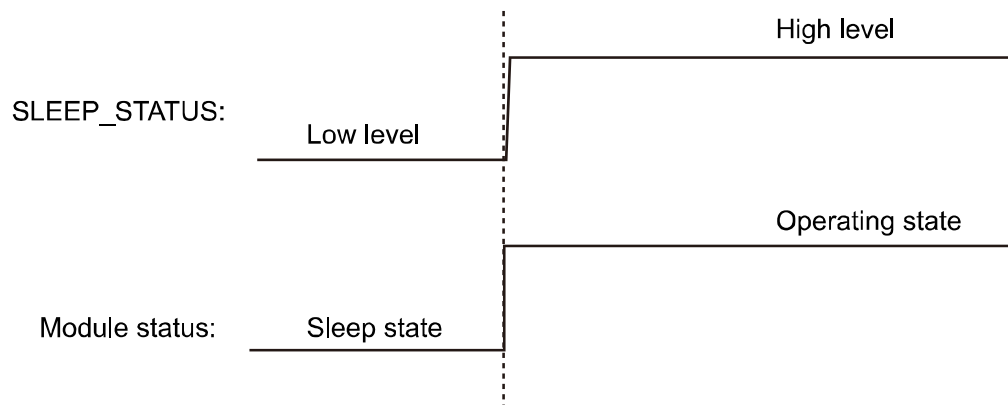 High level
SLEEP_STATUS:
Low level
Operating state
Module status:
Sleep state